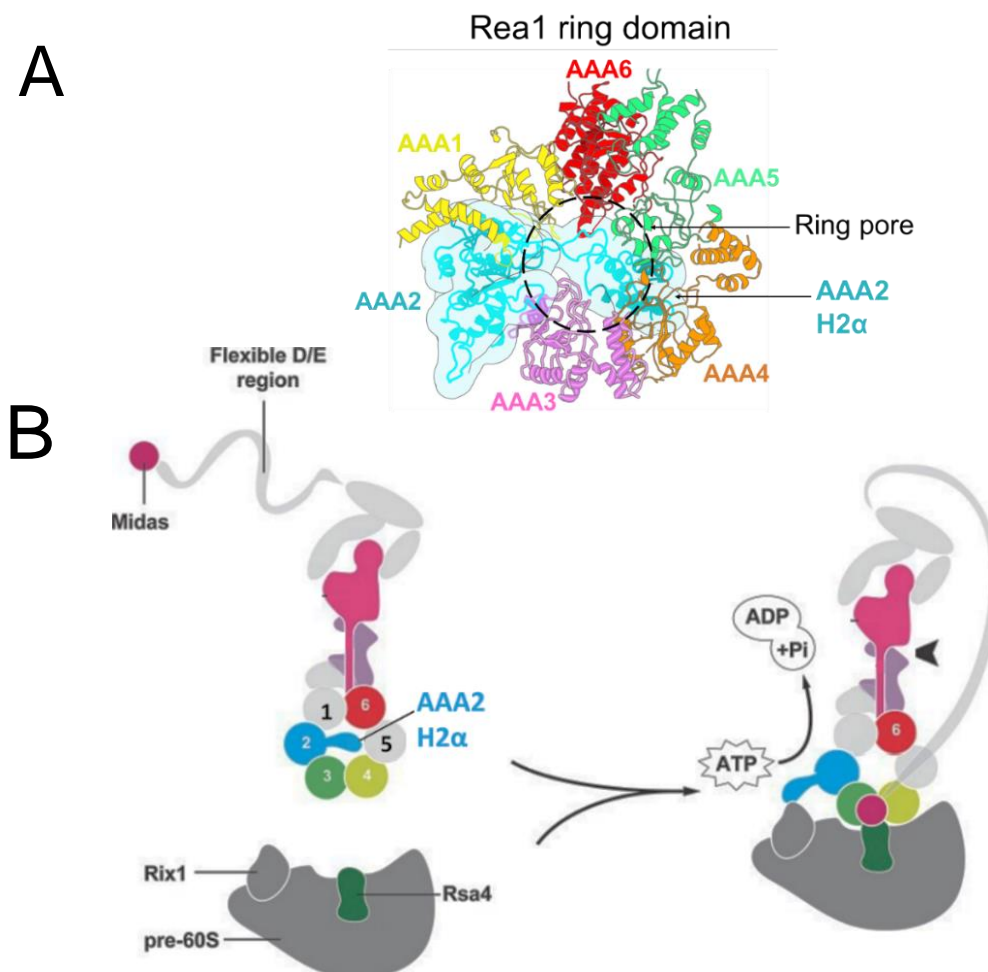 A
Rea1 ring domain
AAA6
AAA1
AAA5
Ring pore
AAA2
AAA2
H2α
AAA4
AAA3
B
Flexible D/E
region
Midas
1
6
AAA2
H2α
2
5
3
4
Rix1
Rsa4
pre-60S
ATP
ADP
+Pi
6